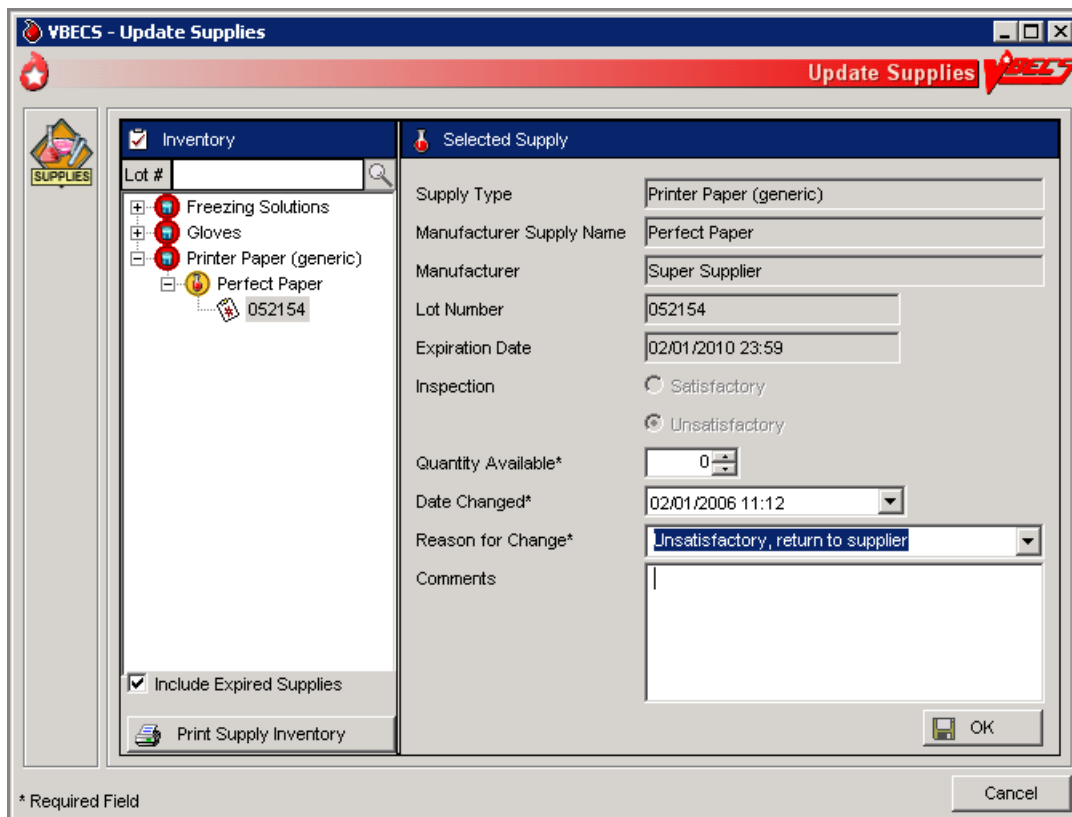 VBECS - Update Supplies
Update Supplies VBECS
SUPPLIES
Inventory
Lot #
Freezing Solutions
Gloves
Printer Paper (generic)
Perfect Paper
052154
Include Expired Supplies
Print Supply Inventory
Selected Supply
Supply Type Printer Paper (generic)
Manufacturer Supply Name Perfect Paper
Manufacturer Super Supplier
Lot Number 052154
Expiration Date 02/01/2010 23:59
Inspection Satisfactory
Unsatisfactory
Quantity Available* 0
Date Changed* 02/01/2006 11:12
Reason for Change* Unsatisfactory, return to supplier
Comments
OK
* Required Field
Cancel